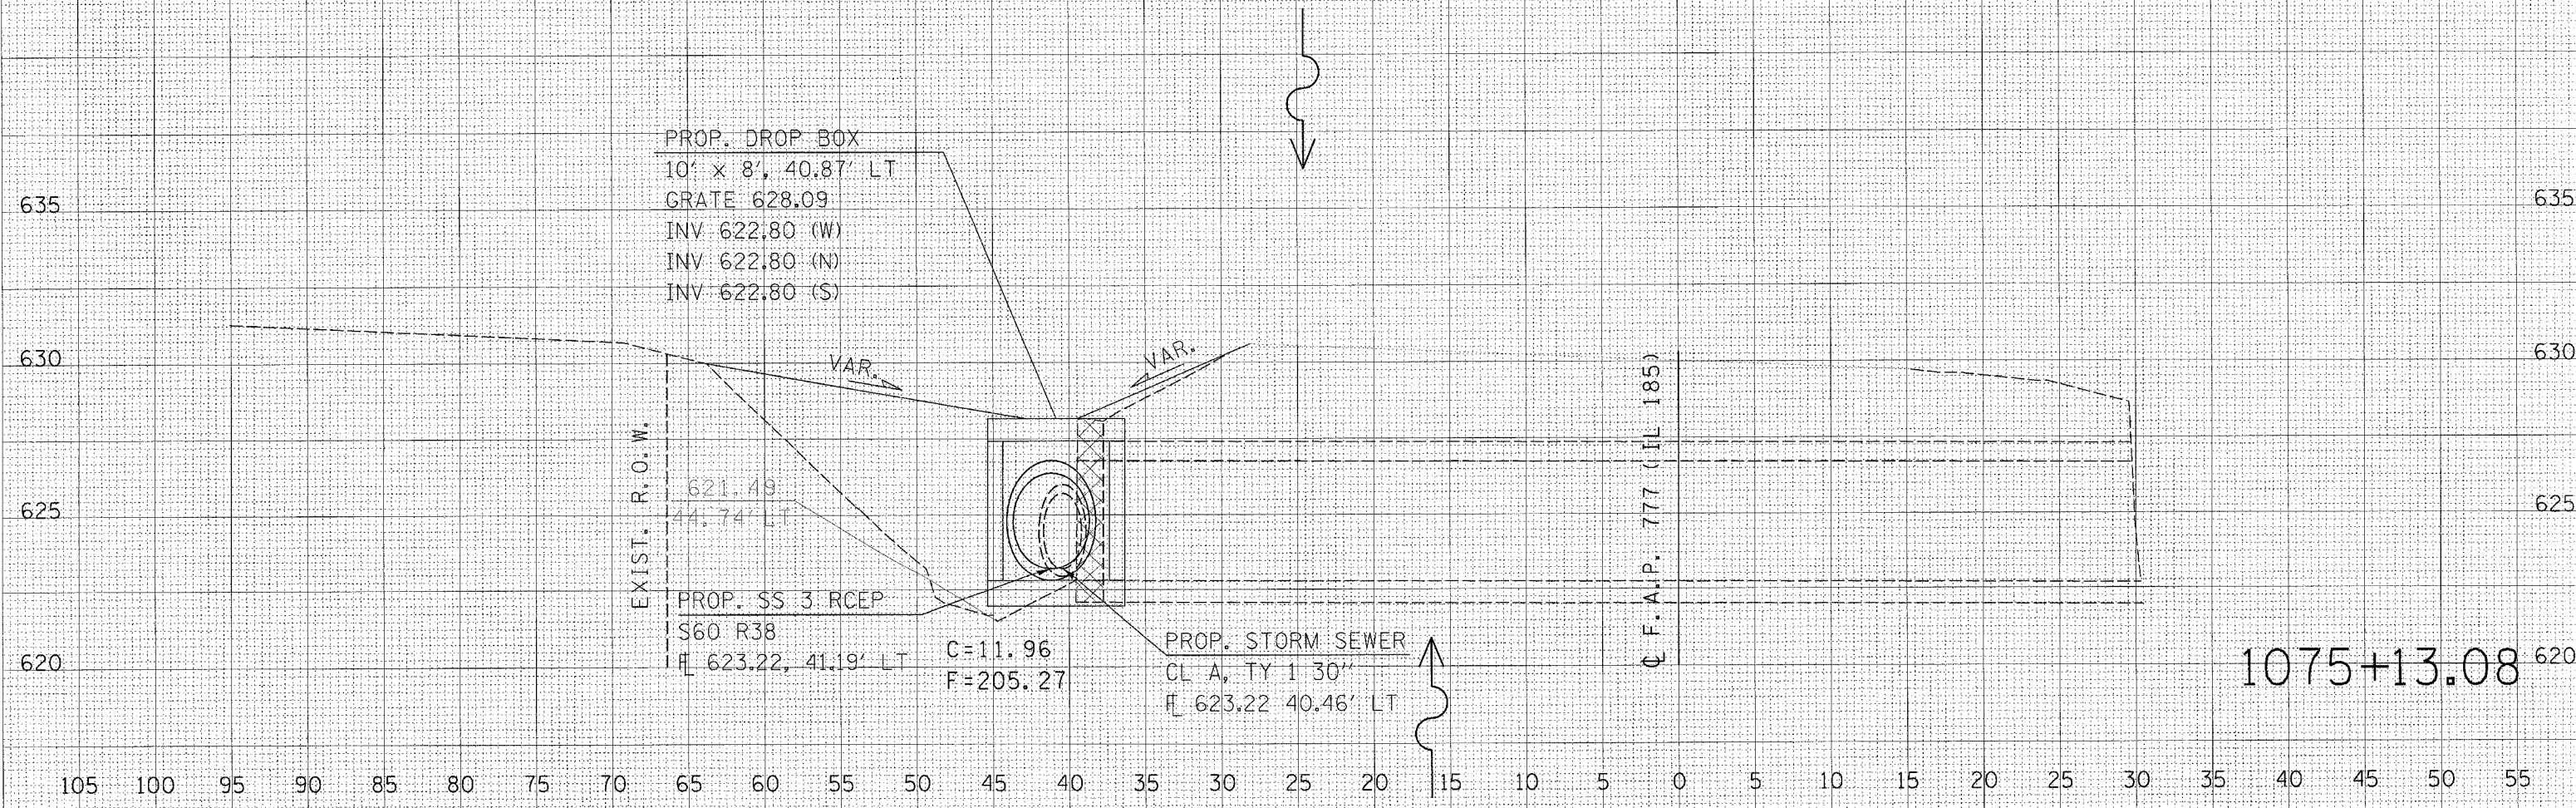 PROP. DROP BOX
10' x 8', 40.87' LT
GRATE 628.09
INV 622.80 (W)
INV 622.80 (N)
INV 622.80 (S)
635
635
630
630
VAR.
VAR.
625
625
621.49
44.74' LT
EXIST. R.O.W.
℄ F.A.P. 777 (IL 185)
PROP. SS 3 RCEP
S60 R38
FL 623.22, 41.19' LT
C=11.96
F=205.27
PROP. STORM SEWER
CL A, TY 1 30"
FL 623.22 40.46' LT
620
620
1075+13.08
105 100 95 90 85 80 75 70 65 60 55 50 45 40 35 30 25 20 15 10 5 0 5 10 15 20 25 30 35 40 45 50 55